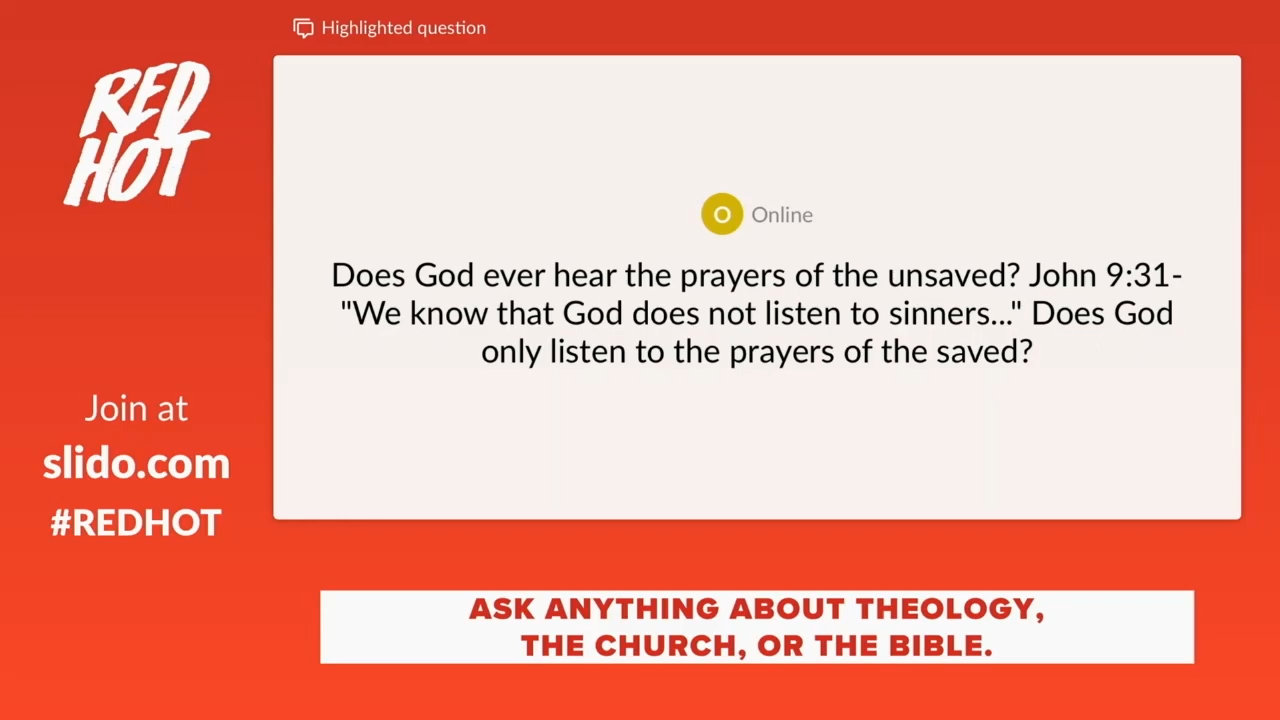 Highlighted question
RED
HOT
O Online
Does God ever hear the prayers of the unsaved? John 9:31-
"We know that God does not listen to sinners..." Does God
only listen to the prayers of the saved?
Join at
slido.com
#REDHOT
ASK ANYTHING ABOUT THEOLOGY,
THE CHURCH, OR THE BIBLE.